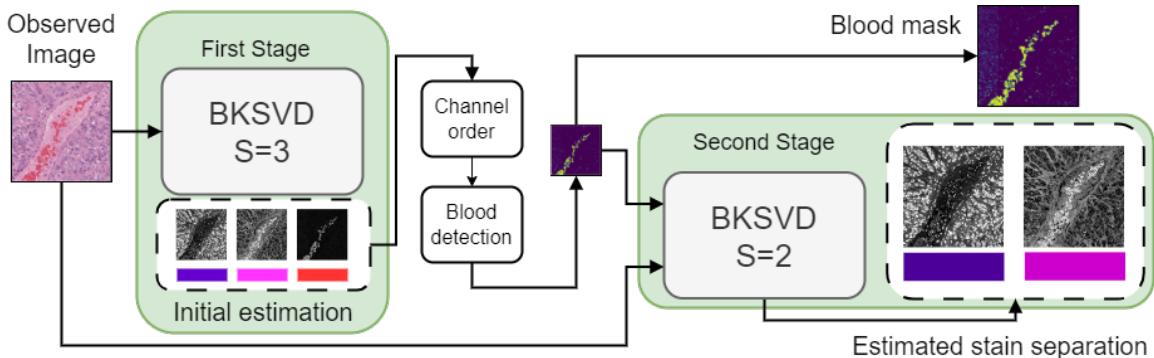 Observed
Image
First Stage
BKSVD
S=3
Initial estimation
Channel
order
Blood
detection
Blood mask
Second Stage
BKSVD
S=2
Estimated stain separation